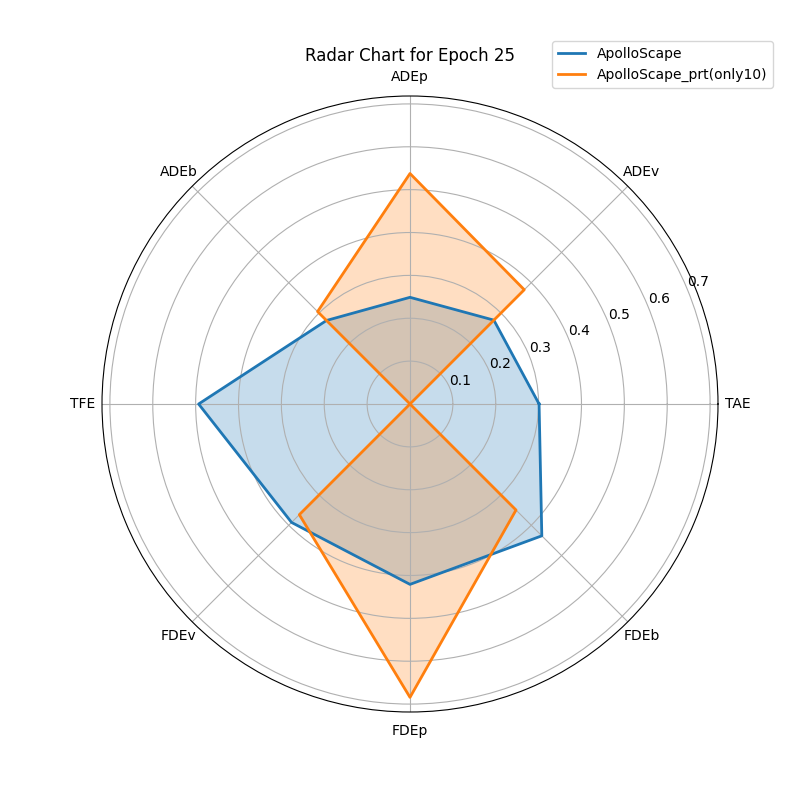 Radar Chart for Epoch 25
ApolloScape
ApolloScape_prt(only10)
ADEp
ADEb
ADEv
0.7
0.6
0.5
0.4
0.3
0.2
0.1
TFE
TAE
FDEv
FDEb
FDEp